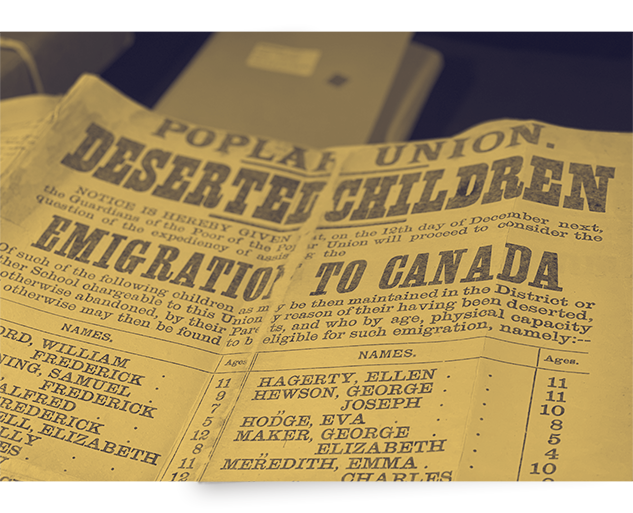 POPLAR UNION.
DESERTED CHILDREN
NOTICE IS HEREBY GIVEN on the 12th day of December next,
the Guardians of the Poor of the Union will proceed to consider the
question of the expediency of the
EMIGRATION TO CANADA
Of such of the following children as may be then maintained in the District or
other School chargeable to this Union by reason of their having been deserted,
otherwise abandoned, by their Parents, and who by age, physical capacity
otherwise may then be found to be eligible for such emigration, namely:--
NAMES. Ages
WILLIAM 11
FREDERICK 9
SAMUEL 7
FREDERICK 5
ALFRED 12
FREDERICK 8
ELIZABETH 11
12
NAMES. Ages.
HAGERTY, ELLEN 11
HEWSON, GEORGE 11
" JOSEPH 10
HODGE, EVA 8
MAKER, GEORGE 5
" ELIZABETH 4
MEREDITH, EMMA 10
CHARLES